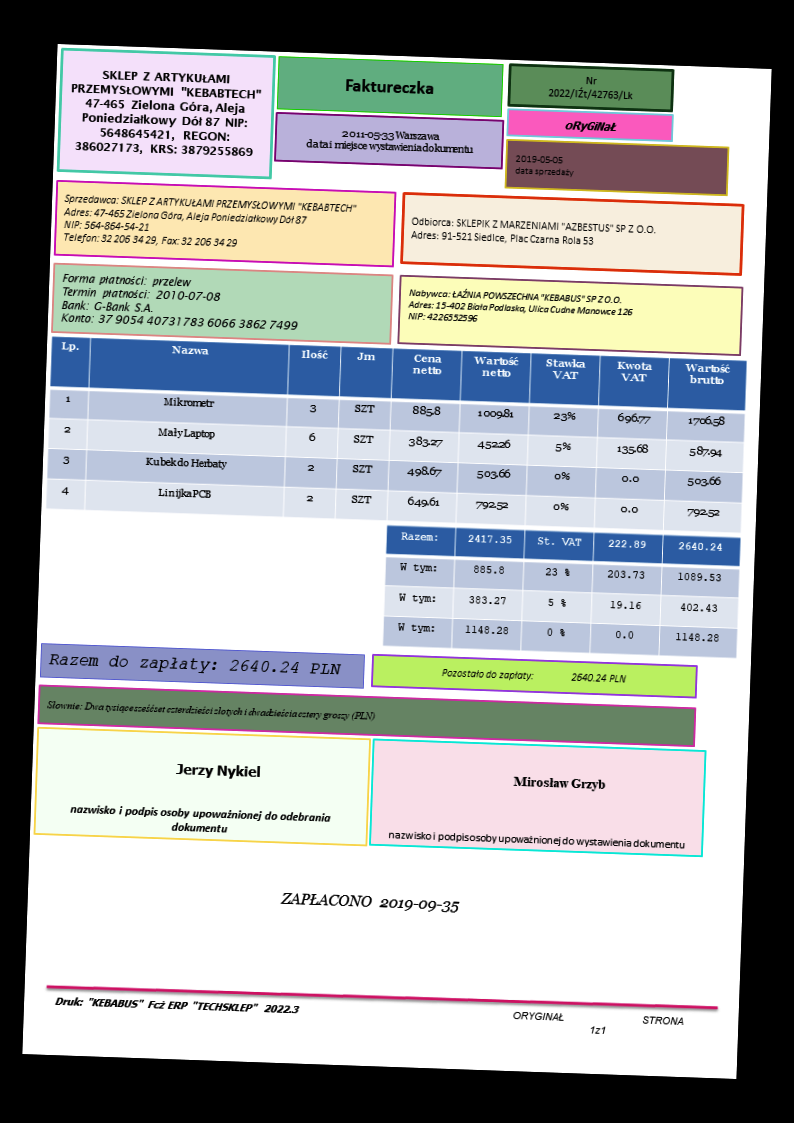 SKLEP Z ARTYKUŁAMI
PRZEMYSŁOWYMI "KEBABTECH"
47-465 Zielona Góra, Aleja
Poniedziałkowy Dół 87 NIP:
5648645421, REGON:
386027173, KRS: 3879255869
Faktureczka
2011-05-33 Warszawa
data i miejsce wystawienia dokumentu
Nr
2022/IŻt/42763/Lk
oRyGiNaŁ
2019-05-05
data sprzedaży
Sprzedawca: SKLEP Z ARTYKUŁAMI PRZEMYSŁOWYMI "KEBABTECH"
Adres: 47-465 Zielona Góra, Aleja Poniedziałkowy Dół 87
NIP: 564-864-54-21
Telefon: 32 206 34 29, Fax: 32 206 34 29
Odbiorca: SKLEPIK Z MARZENIAMI "AZBESTUS" SP Z O.O.
Adres: 91-521 Siedlce, Plac Czarna Rola 53
Forma płatności: przelew
Termin płatności: 2010-07-08
Bank: G-Bank S.A.
Konto: 37 9054 40731783 6066 3862 7499
Nabywca: ŁAŹNIA POWSZECHNA "KEBABUS" SP Z O.O.
Adres: 15-402 Biała Podlaska, Ulica Cudne Manowce 126
NIP: 4226552596
Lp. Nazwa Ilość Jm Cena netto Wartość netto Stawka VAT Kwota VAT Wartość brutto
1 Mikrometr 3 SZT 885.8 1009.81 23% 696.77 1706.58
2 Mały Laptop 6 SZT 383.27 452.26 5% 135.68 587.94
3 Kubek do Herbaty 2 SZT 498.67 503.66 0% 0.0 503.66
4 Linijka PCB 2 SZT 649.61 792.52 0% 0.0 792.52
Razem: 2417.35 St. VAT 222.89 2640.24
W tym: 885.8 23 % 203.73 1089.53
W tym: 383.27 5 % 19.16 402.43
W tym: 1148.28 0 % 0.0 1148.28
Razem do zapłaty: 2640.24 PLN
Pozostało do zapłaty: 2640.24 PLN
Słownie: Dwa tysiące sześćset czterdzieści złotych i dwadzieścia cztery groszy (PLN)
Jerzy Nykiel
nazwisko i podpis osoby upoważnionej do odebrania
dokumentu
Mirosław Grzyb
nazwisko i podpis osoby upoważnionej do wystawienia dokumentu
ZAPŁACONO 2019-09-35
Druk: "KEBABUS" Fcż ERP "TECHSKLEP" 2022.3
ORYGINAŁ STRONA
1z1